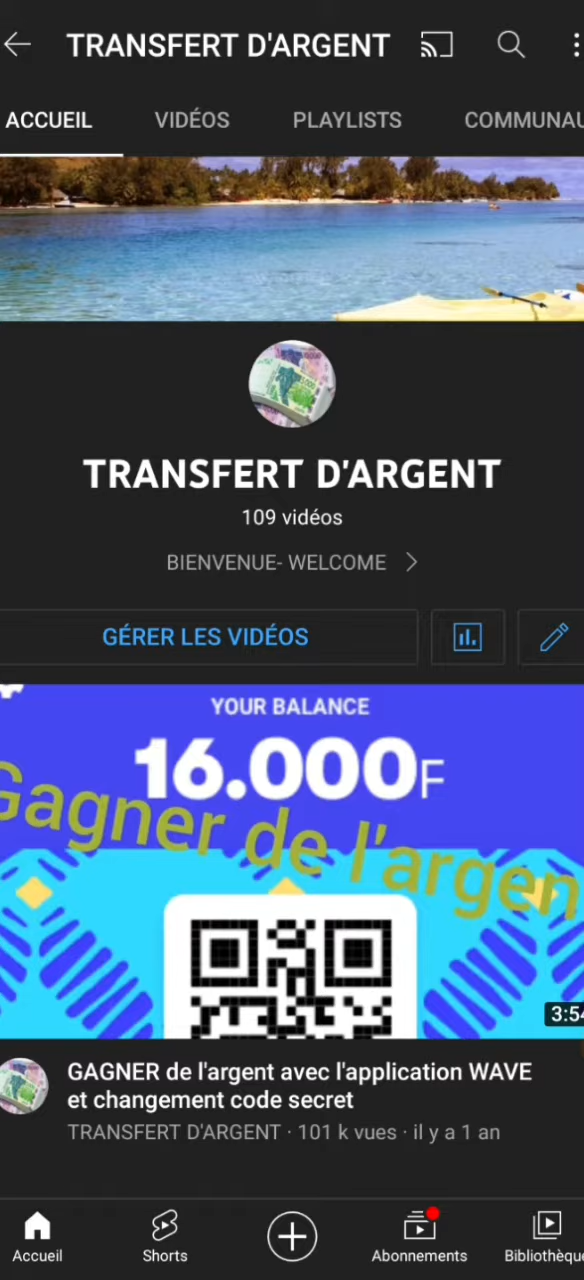 TRANSFERT D'ARGENT
ACCUEIL VIDÉOS PLAYLISTS COMMUNAU
TRANSFERT D'ARGENT
109 vidéos
BIENVENUE- WELCOME
GÉRER LES VIDÉOS
YOUR BALANCE
16.000F
Gagner de l'argen
3:54
GAGNER de l'argent avec l'application WAVE
et changement code secret
TRANSFERT D'ARGENT · 101 k vues · il y a 1 an
Accueil Shorts Abonnements Bibliothèque